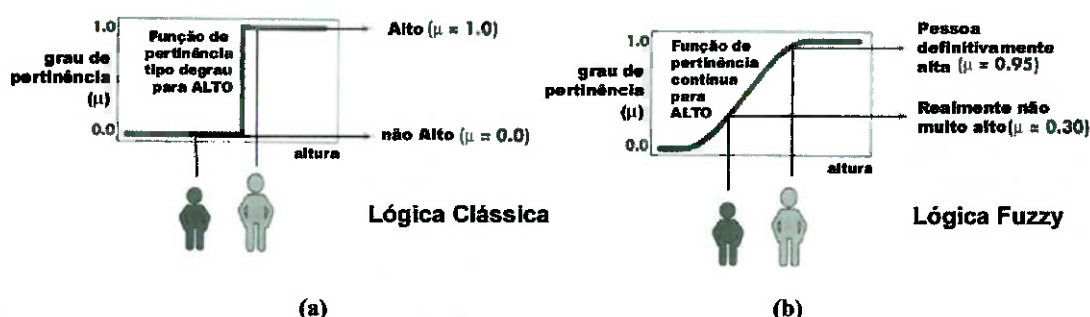 1.0
Função de
pertinência
tipo degrau
para ALTO
grau de
pertinência
(μ)
0.0
altura
Alto (μ = 1.0)
não Alto (μ = 0.0)
Lógica Clássica
(a)
1.0
Função de
pertinência
contínua
para
ALTO
grau de
pertinência
(μ)
0.0
altura
Pessoa
definitivamente
alta (μ = 0.95)
Realmente não
muito alto (μ = 0.30)
Lógica Fuzzy
(b)